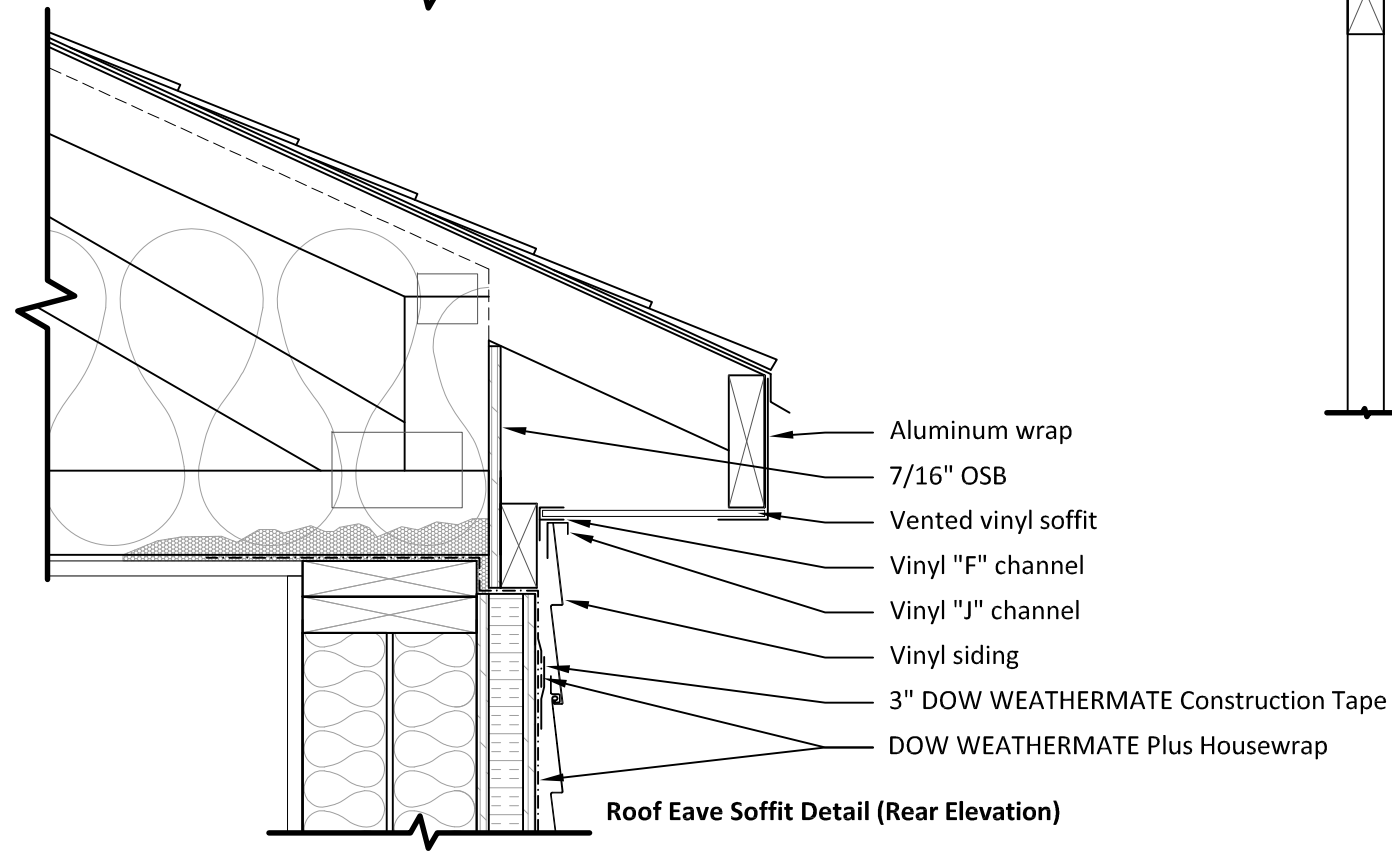 Aluminum wrap
7/16" OSB
Vented vinyl soffit
Vinyl "F" channel
Vinyl "J" channel
Vinyl siding
3" DOW WEATHERMATE Construction Tape
DOW WEATHERMATE Plus Housewrap
Roof Eave Soffit Detail (Rear Elevation)